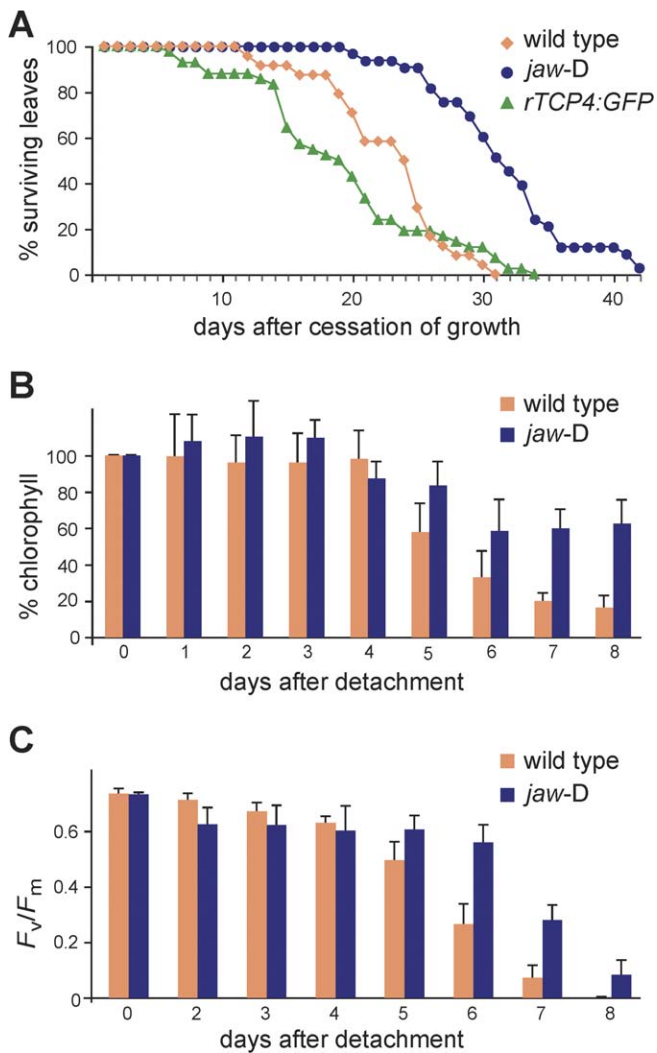 A
wild type
jaw-D
rTCP4:GFP
% surviving leaves
100
80
60
40
20
0
10 20 30 40
days after cessation of growth
B
wild type
jaw-D
% chlorophyll
100
80
60
40
20
0
0 1 2 3 4 5 6 7 8
days after detachment
C
wild type
jaw-D
Fv/Fm
0.6
0.4
0.2
0
0 2 3 4 5 6 7 8
days after detachment